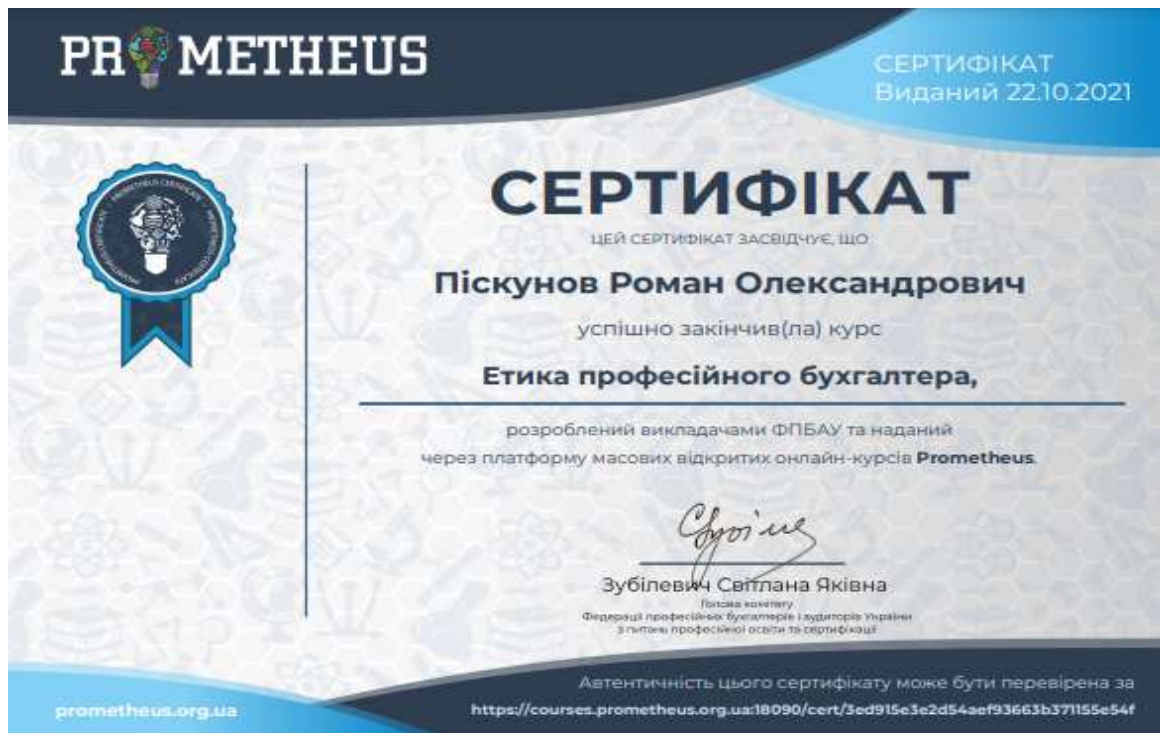 PROMETHEUS
СЕРТИФІКАТ
Виданий 22.10.2021
СЕРТИФІКАТ
ЦЕЙ СЕРТИФІКАТ ЗАСВІДЧУЄ, ЩО
Піскунов Роман Олександрович
успішно закінчив(ла) курс
Етика професійного бухгалтера,
розроблений викладачами ФПБАУ та наданий
через платформу масових відкритих онлайн-курсів Prometheus.
Зубілевич Світлана Яківна
Голова комітету
Федерації професійних бухгалтерів і аудиторів України
з питань професійної освіти та сертифікації
Автентичність цього сертифікату може бути перевірена за
prometheus.org.ua
https://courses.prometheus.org.ua:18090/cert/3ed915e3e2d54aef93663b371155e54f